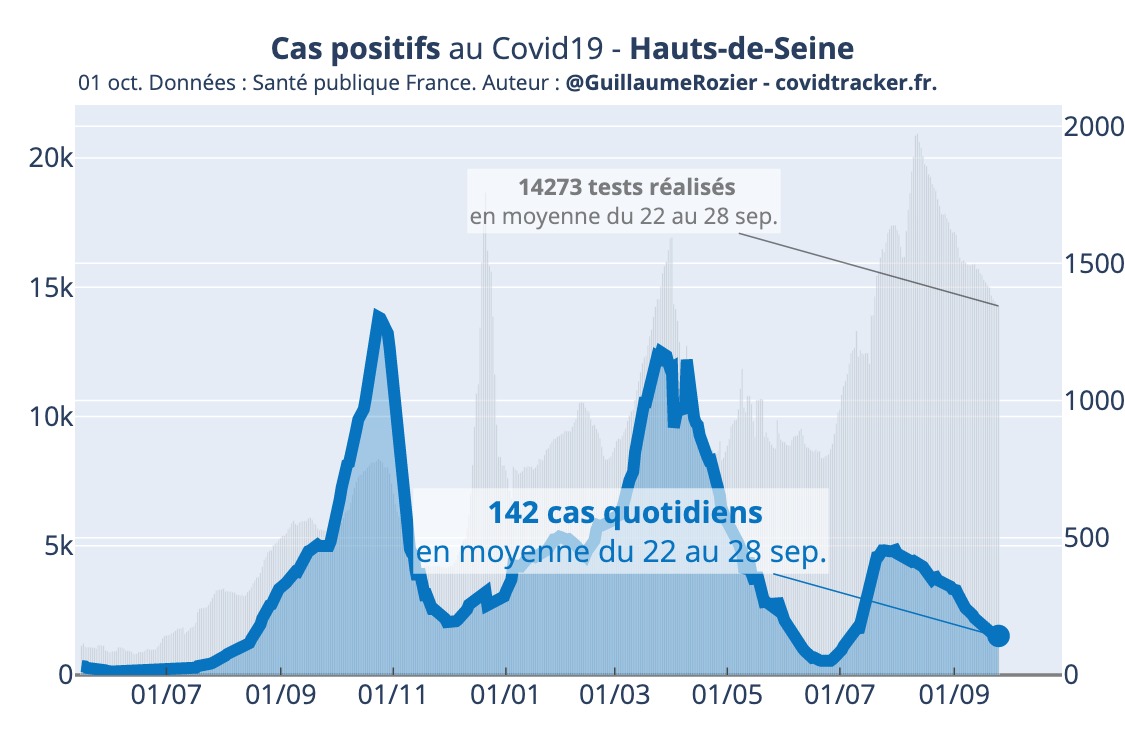 Cas positifs au Covid19 - Hauts-de-Seine
01 oct. Données : Santé publique France. Auteur : @GuillaumeRozier - covidtracker.fr.
2000
20k
14273 tests réalisés
en moyenne du 22 au 28 sep.
1500
15k
1000
10k
142 cas quotidiens
en moyenne du 22 au 28 sep.
500
5k
0
0
01/07 01/09 01/11 01/01 01/03 01/05 01/07 01/09